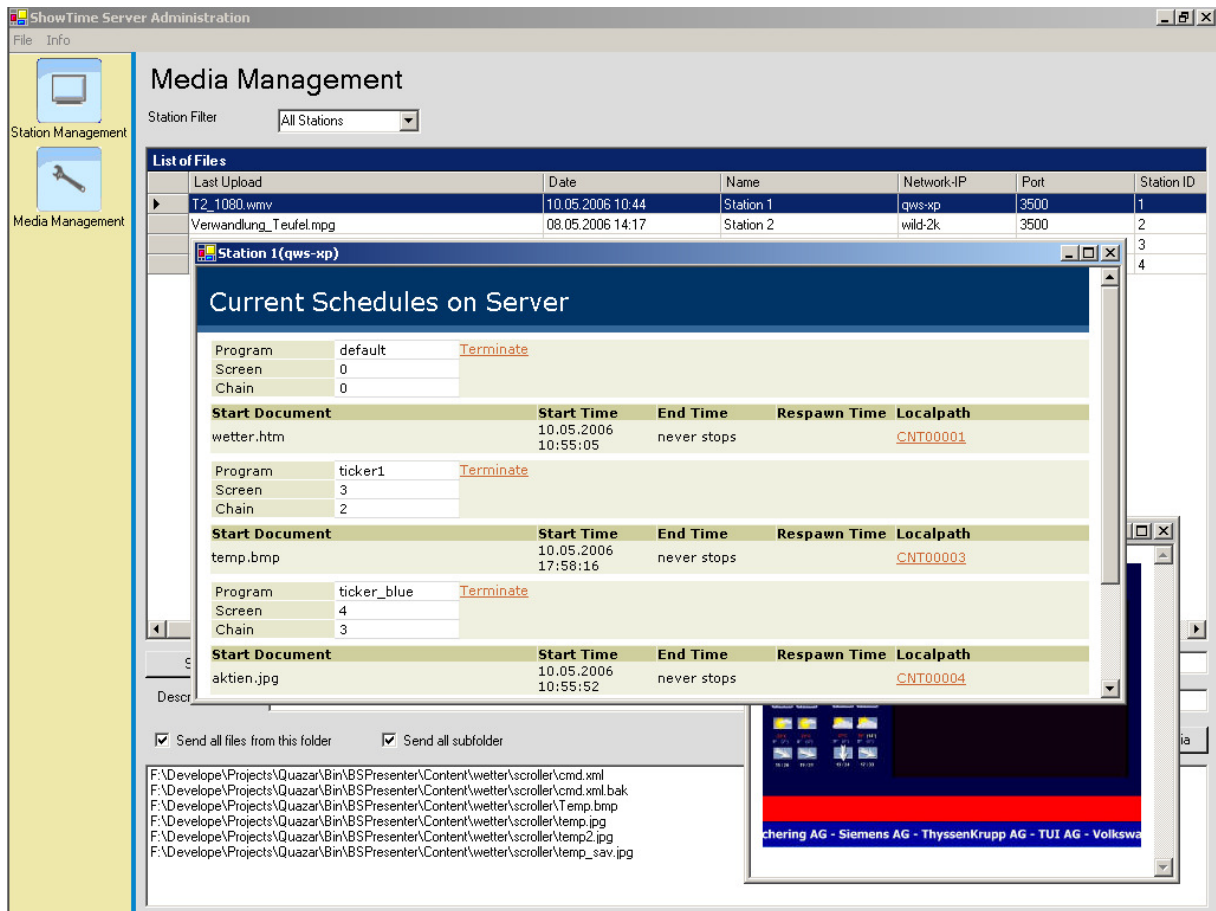 ShowTime Server Administration
File Info
Station Management
Media Management
Media Management
Station Filter All Stations
List of Files
Last Upload Date Name Network-IP Port Station ID
T2_1080.wmv 10.05.2006 10:44 Station 1 qws-xp 3500 1
Verwandlung_Teufel.mpg 08.05.2006 14:17 Station 2 wild-2k 3500 2
3
4
Station 1(qws-xp)
Current Schedules on Server
Program default Terminate
Screen 0
Chain 0
Start Document Start Time End Time Respawn Time Localpath
wetter.htm 10.05.2006 10:55:05 never stops CNT00001
Program ticker1 Terminate
Screen 3
Chain 2
Start Document Start Time End Time Respawn Time Localpath
temp.bmp 10.05.2006 17:58:16 never stops CNT00003
Program ticker_blue Terminate
Screen 4
Chain 3
Start Document Start Time End Time Respawn Time Localpath
aktien.jpg 10.05.2006 10:55:52 never stops CNT00004
S
Descr
Send all files from this folder Send all subfolder
ia
F:\Develope\Projects\Quazar\Bin\BSPresenter\Content\wetter\scroller\cmd.xml
F:\Develope\Projects\Quazar\Bin\BSPresenter\Content\wetter\scroller\cmd.xml.bak
F:\Develope\Projects\Quazar\Bin\BSPresenter\Content\wetter\scroller\Temp.bmp
F:\Develope\Projects\Quazar\Bin\BSPresenter\Content\wetter\scroller\temp.jpg
F:\Develope\Projects\Quazar\Bin\BSPresenter\Content\wetter\scroller\temp2.jpg
F:\Develope\Projects\Quazar\Bin\BSPresenter\Content\wetter\scroller\temp_sav.jpg
chering AG - Siemens AG - ThyssenKrupp AG - TUI AG - Volkswa